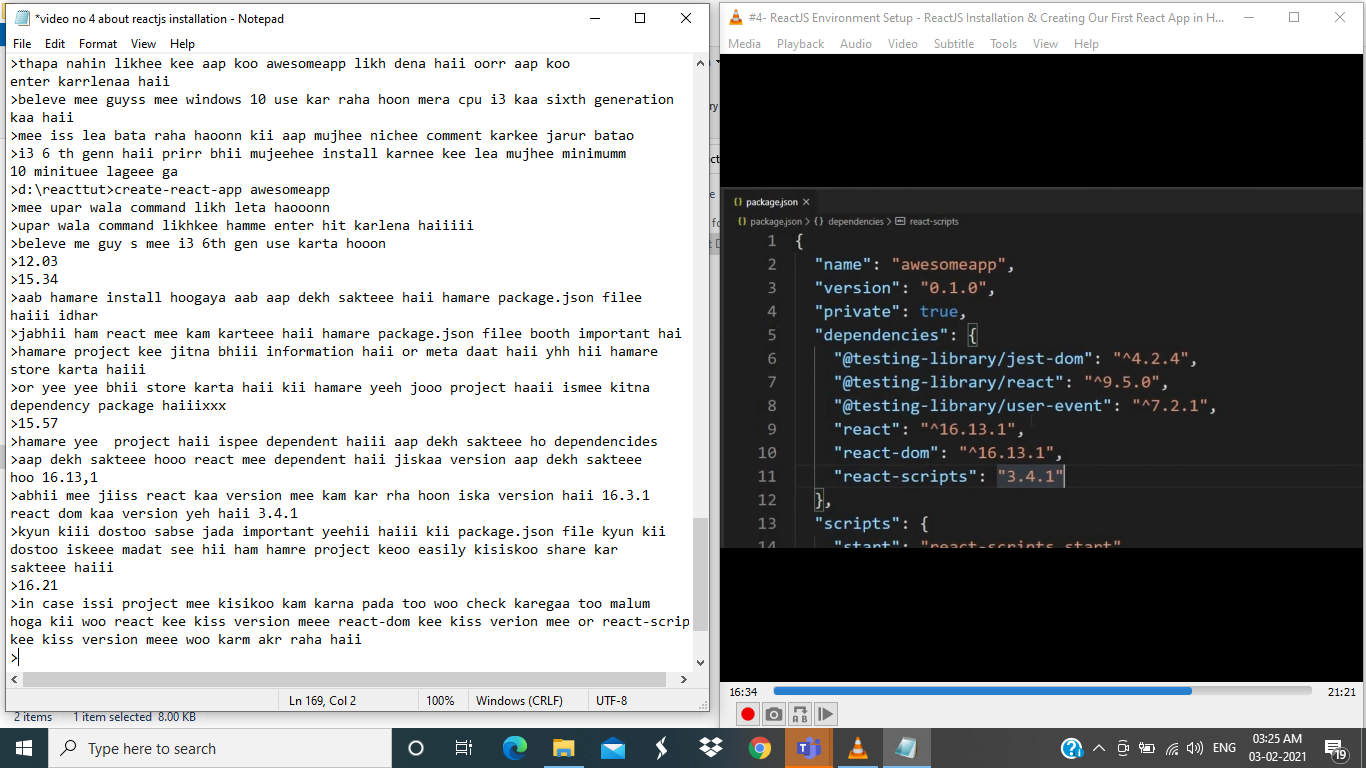 *video no 4 about reactjs installation - Notepad
File Edit Format View Help
>thapa nahin likhee kee aap koo awesomeapp likh dena haii oorr aap koo
enter karrlenaa haii
>beleve mee guyss mee windows 10 use kar raha hoon mera cpu i3 kaa sixth generation
kaa haii
>mee iss lea bata raha haoonn kii aap mujhee nichee comment karkee jarur batao
>i3 6 th genn haii prirr bhii mujeehee install karnee kee lea mujhee minimumm
10 minituee lageee ga
>d:\reacttut>create-react-app awesomeapp
>mee upar wala command likh leta haooonn
>upar wala command likhkee hamme enter hit karlena haiiiii
>beleve me guy s mee i3 6th gen use karta hooon
>12.03
>15.34
>aab hamare install hoogaya aab aap dekh sakteee haii hamare package.json filee
haiii idhar
>jabhii ham react mee kam karteee haii hamare package.json filee booth important hai
>hamare project kee jitna bhiii information haii or meta daat haii yhh hii hamare
store karta haiii
>or yee yee bhii store karta haii kii hamare yeeh jooo project haaii ismee kitna
dependency package haiiixxx
>15.57
>hamare yee  project haii ispee dependent haiii aap dekh sakteee ho dependencides
>aap dekh sakteee hooo react mee dependent haii jiskaa version aap dekh sakteee
hoo 16.13,1
>abhii mee jiiss react kaa version mee kam kar rha hoon iska version haii 16.3.1
react dom kaa version yeh haii 3.4.1
>kyun kiii dostoo sabse jada important yeehii haiii kii package.json file kyun kii
dostoo iskeee madat see hii ham hamre project keoo easily kisiskoo share kar
sakteee haiii
>16.21
>in case issi project mee kisikoo kam karna pada too woo check karegaa too malum
hoga kii woo react kee kiss version meee react-dom kee kiss verion mee or react-scrip
kee kiss version meee woo karm akr raha haii
>
Ln 169, Col 2 100% Windows (CRLF) UTF-8
2 items 1 item selected 8.00 KB
#4- ReactJS Environment Setup - ReactJS Installation & Creating Our First React App in H...
Media Playback Audio Video Subtitle Tools View Help
{} package.json ×
{} package.json > {} dependencies > react-scripts
1 {
2 "name": "awesomeapp",
3 "version": "0.1.0",
4 "private": true,
5 "dependencies": {
6 "@testing-library/jest-dom": "^4.2.4",
7 "@testing-library/react": "^9.5.0",
8 "@testing-library/user-event": "^7.2.1",
9 "react": "^16.13.1",
10 "react-dom": "^16.13.1",
11 "react-scripts": "3.4.1"
12 },
13 "scripts": {
14 "start": "react-scripts start"
16:34 21:21
Type here to search
ENG
03:25 AM
03-02-2021
19